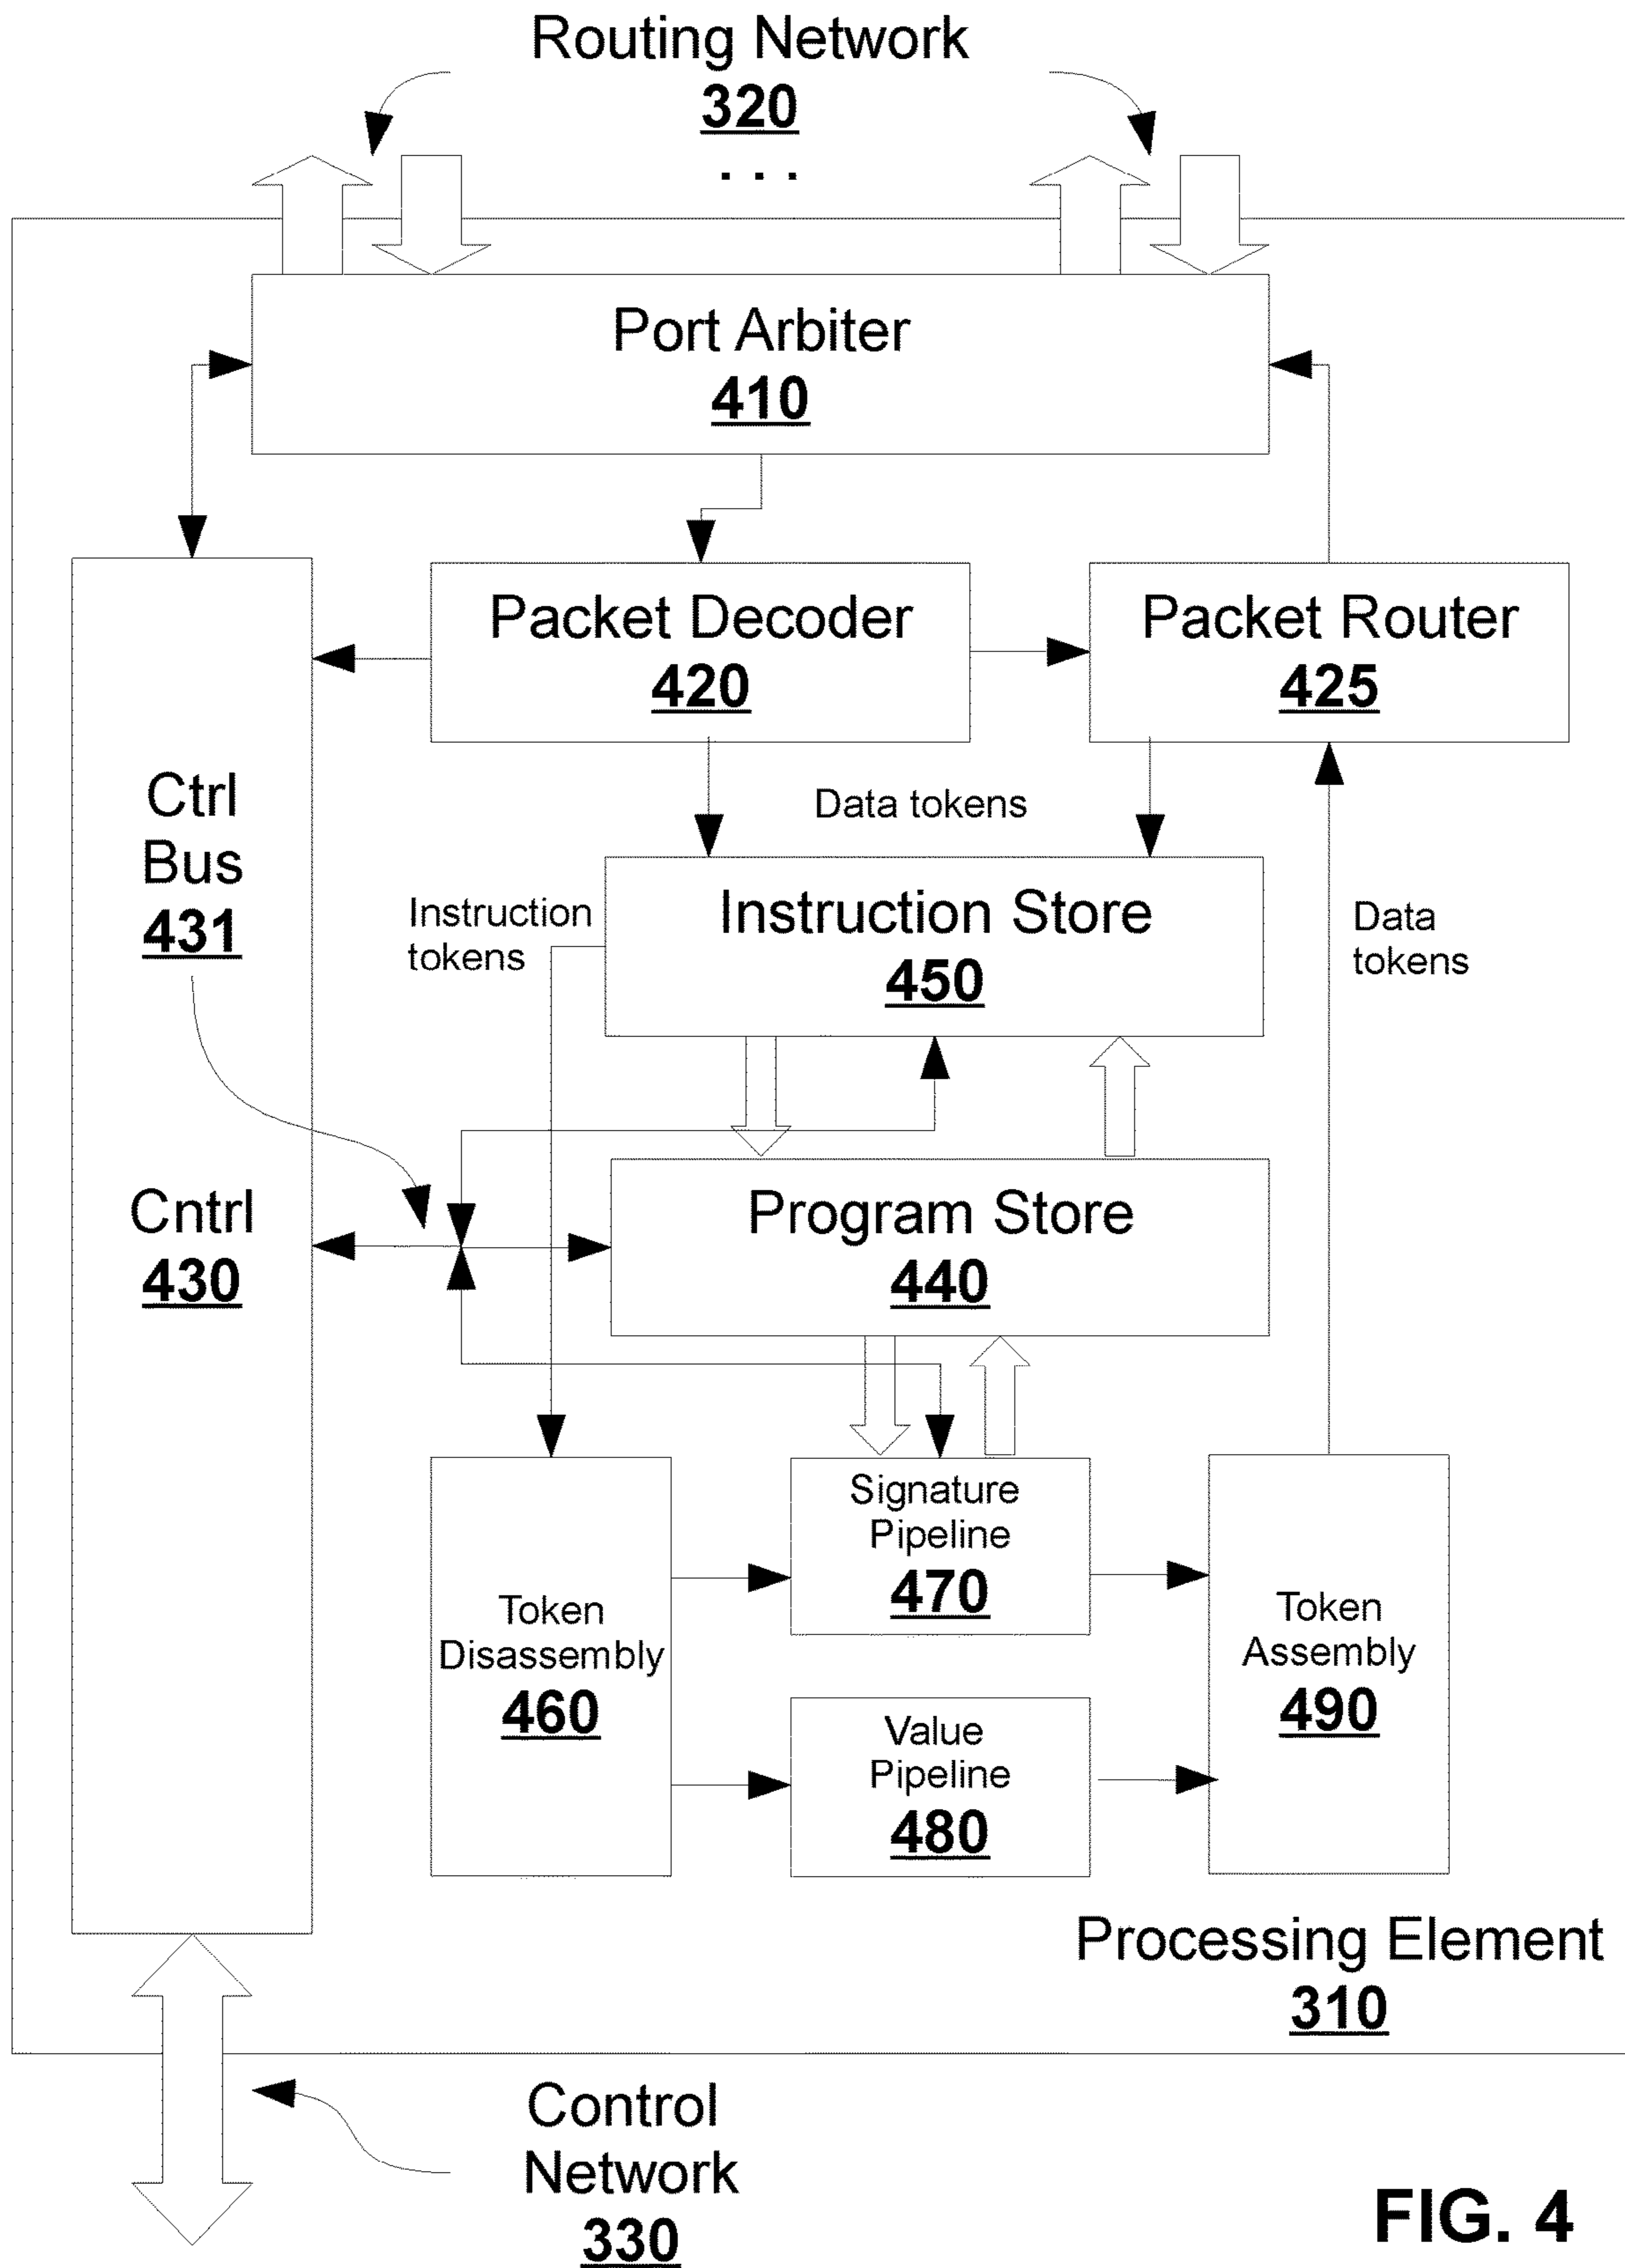 Routing Network
320
. . .
Port Arbiter
410
Packet Decoder
420
Packet Router
425
Ctrl
Bus
431
Data tokens
Instruction
tokens
Instruction Store
450
Data
tokens
Cntrl
430
Program Store
440
Signature
Pipeline
470
Token
Disassembly
460
Token
Assembly
490
Value
Pipeline
480
Processing Element
310
Control
Network
330
FIG. 4